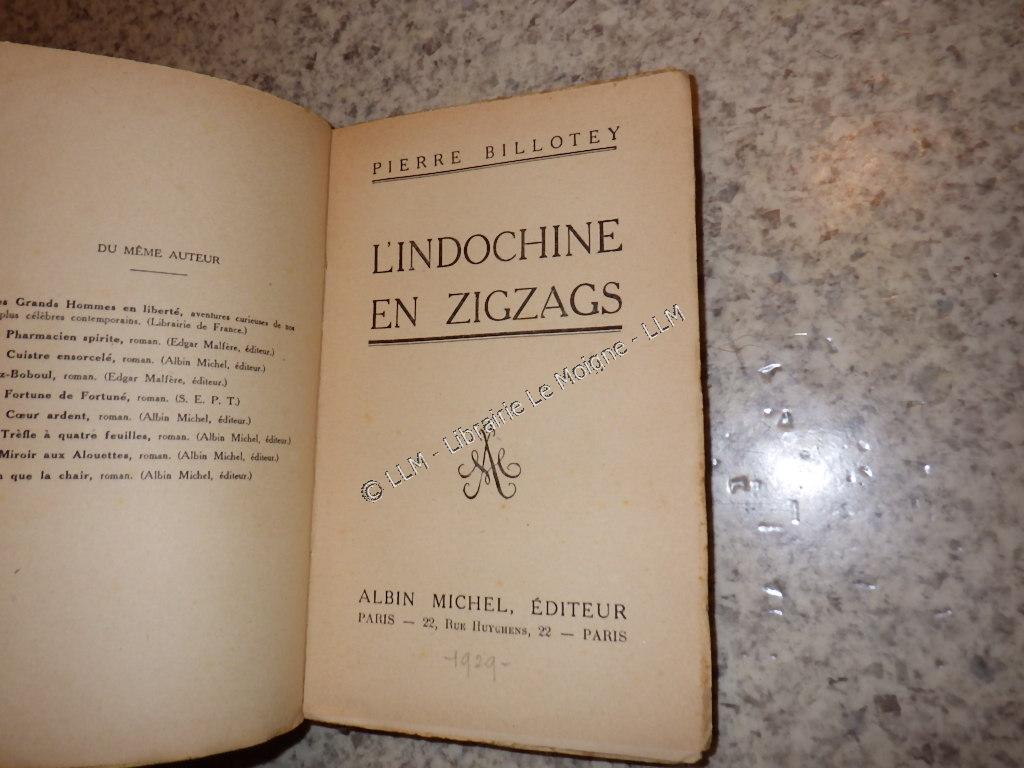 DU MÊME AUTEUR
es Grands Hommes en liberté, aventures curieuses de nos
plus célèbres contemporains. (Librairie de France.)
Pharmacien spirite, roman. (Edgar Malfère, éditeur.)
Cuistre ensorcelé, roman. (Albin Michel, éditeur.)
z-Boboul, roman. (Edgar Malfère, éditeur.)
Fortune de Fortuné, roman. (S. E. P. T.)
Cœur ardent, roman. (Albin Michel, éditeur.)
Trèfle à quatre feuilles, roman. (Albin Michel, éditeur.)
Miroir aux Alouettes, roman. (Albin Michel, éditeur.)
que la chair, roman. (Albin Michel, éditeur.)
PIERRE BILLOTEY
L'INDOCHINE
EN ZIGZAGS
© LLM - Librairie Le Moigne - LLM
ALBIN MICHEL, ÉDITEUR
PARIS — 22, RUE HUYGHENS, 22 — PARIS
-1929-